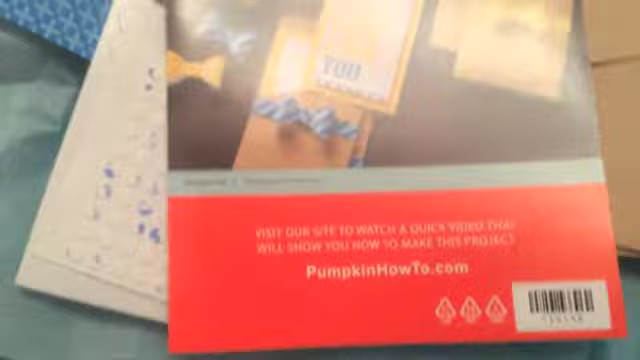 YOU
VISIT OUR SITE TO WATCH A QUICK VIDEO THAT
WILL SHOW YOU HOW TO MAKE THIS PROJECT
PumpkinHowTo.com